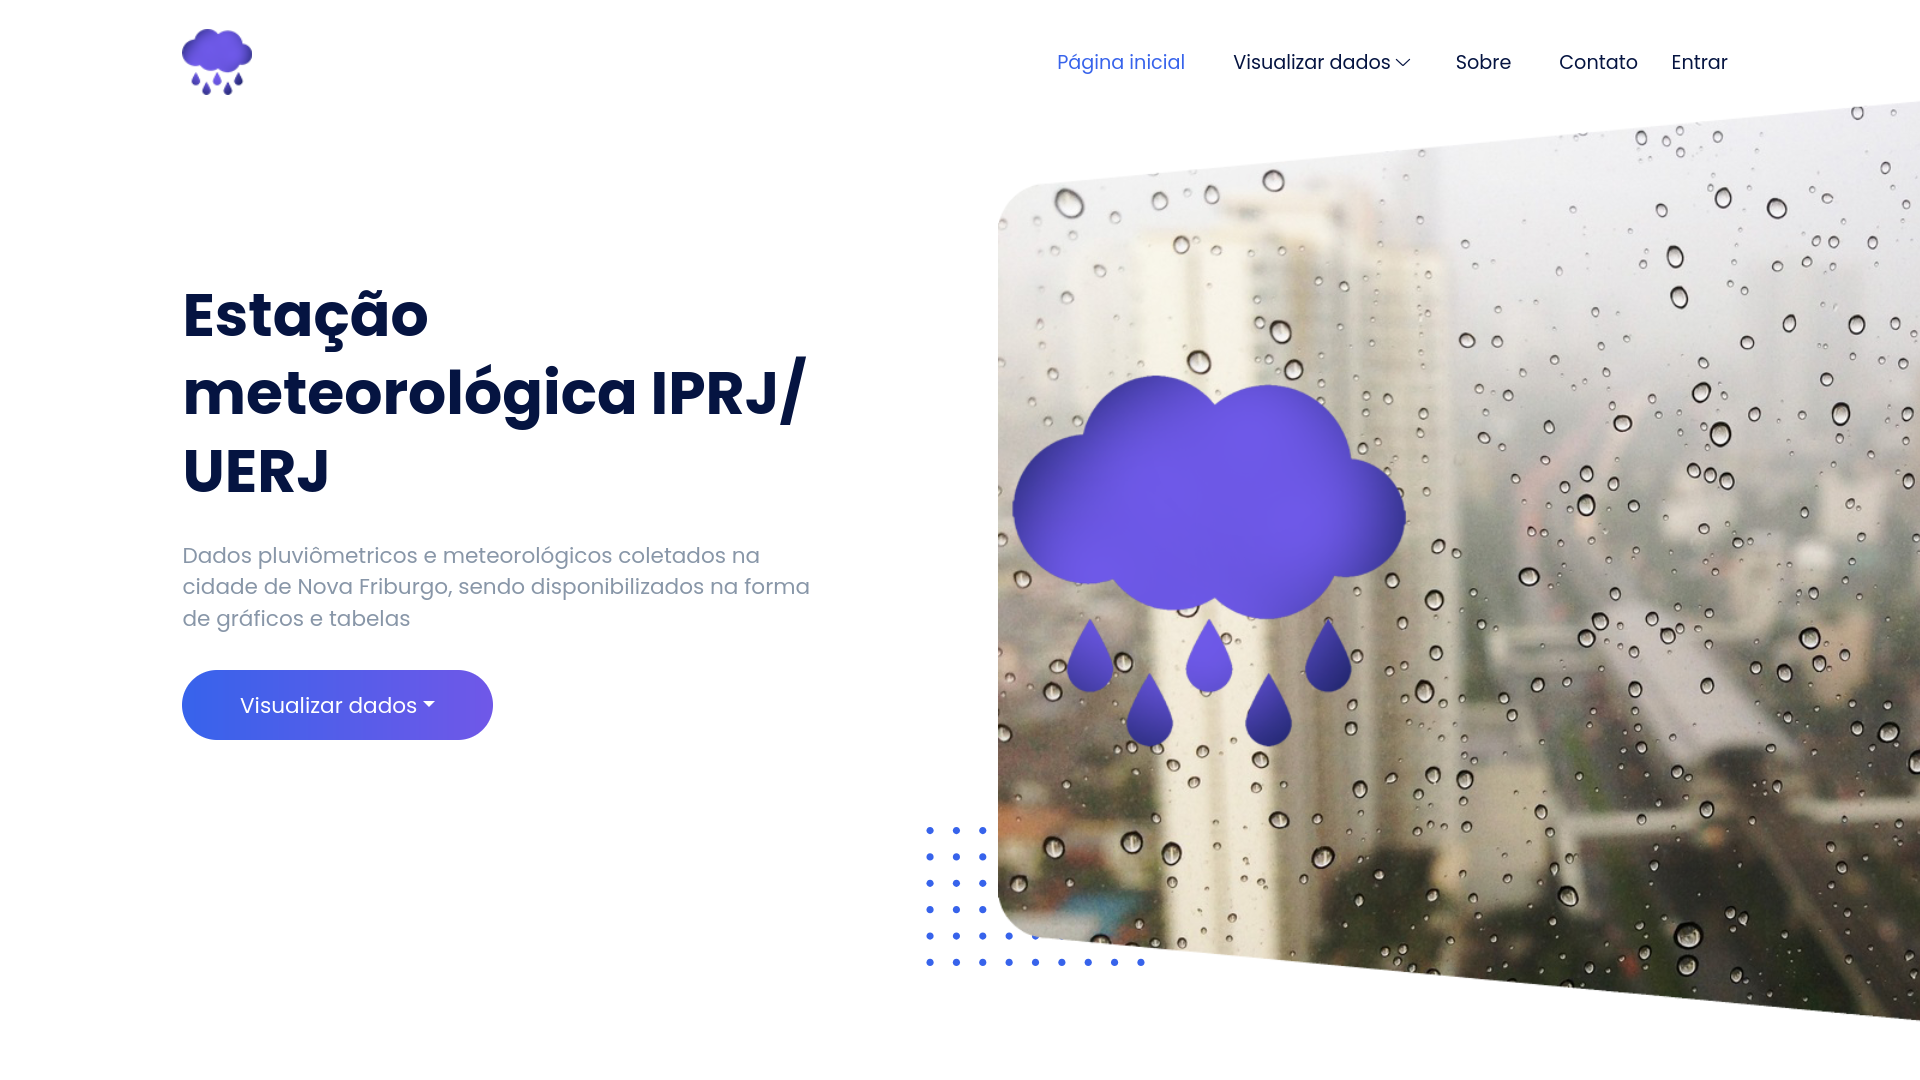 Página inicial Visualizar dados Sobre Contato Entrar
Estação
meteorológica IPRJ/
UERJ
Dados pluviômetricos e meteorológicos coletados na
cidade de Nova Friburgo, sendo disponibilizados na forma
de gráficos e tabelas
Visualizar dados